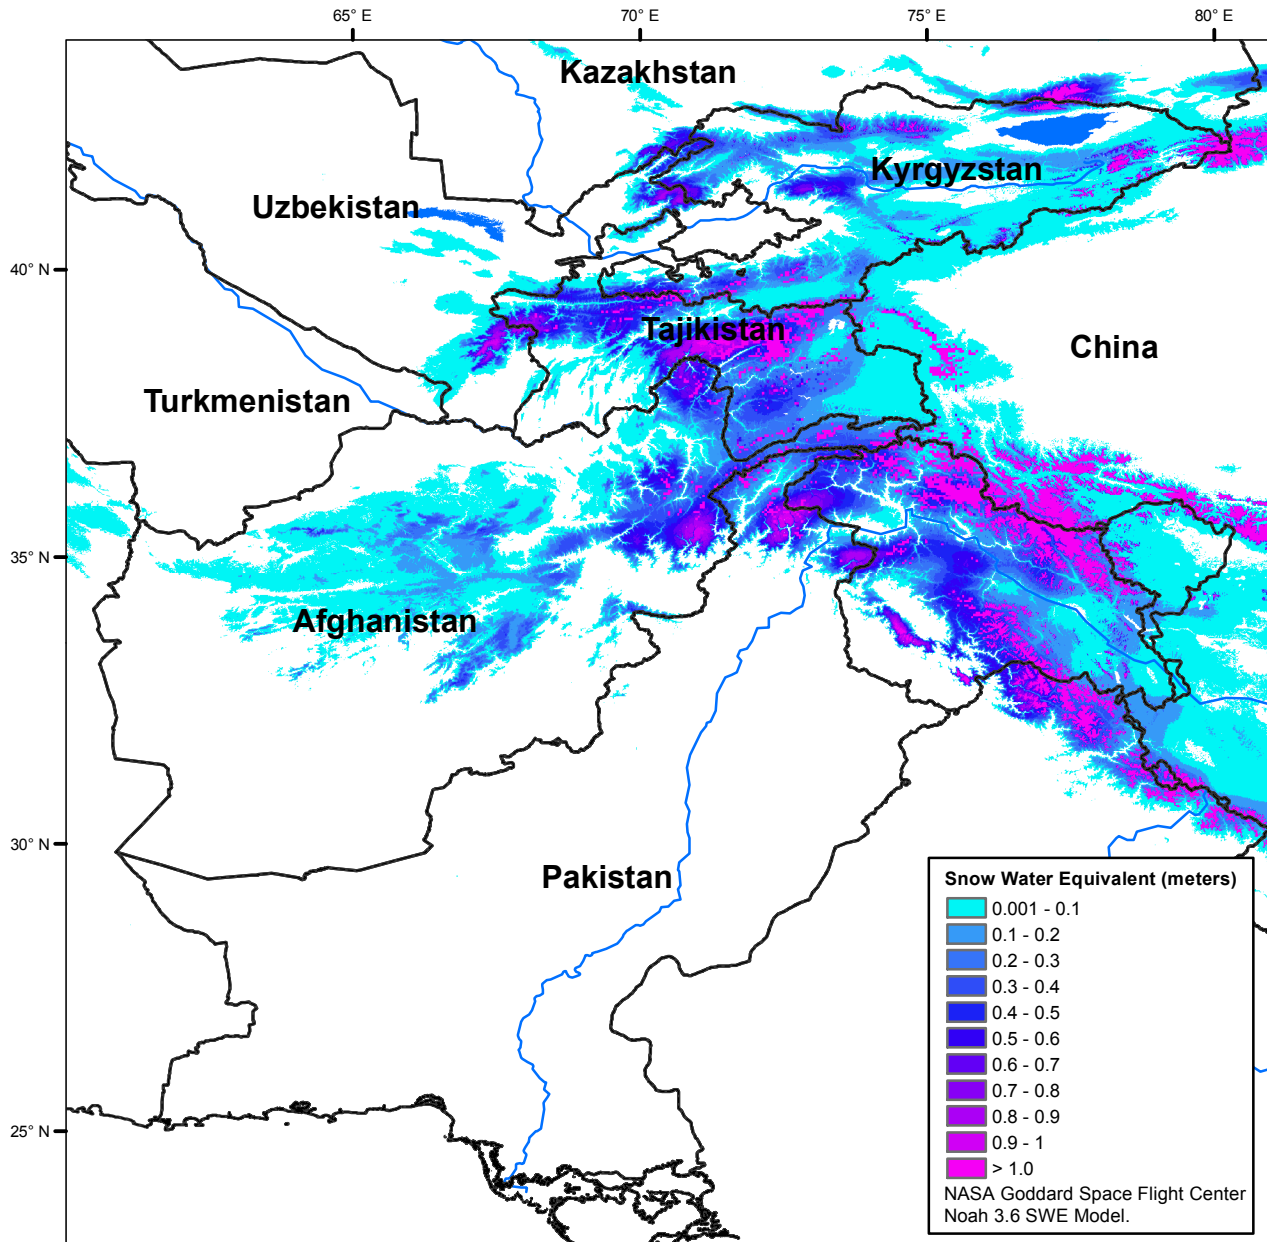 65° E
70° E
75° E
80° E
Kazakhstan
Kyrgyzstan
Uzbekistan
40° N
Tajikistan
China
Turkmenistan
35° N
Afghanistan
30° N
Pakistan
25° N
Snow Water Equivalent (meters)
0.001 - 0.1
0.1 - 0.2
0.2 - 0.3
0.3 - 0.4
0.4 - 0.5
0.5 - 0.6
0.6 - 0.7
0.7 - 0.8
0.8 - 0.9
0.9 - 1
> 1.0
NASA Goddard Space Flight Center
Noah 3.6 SWE Model.